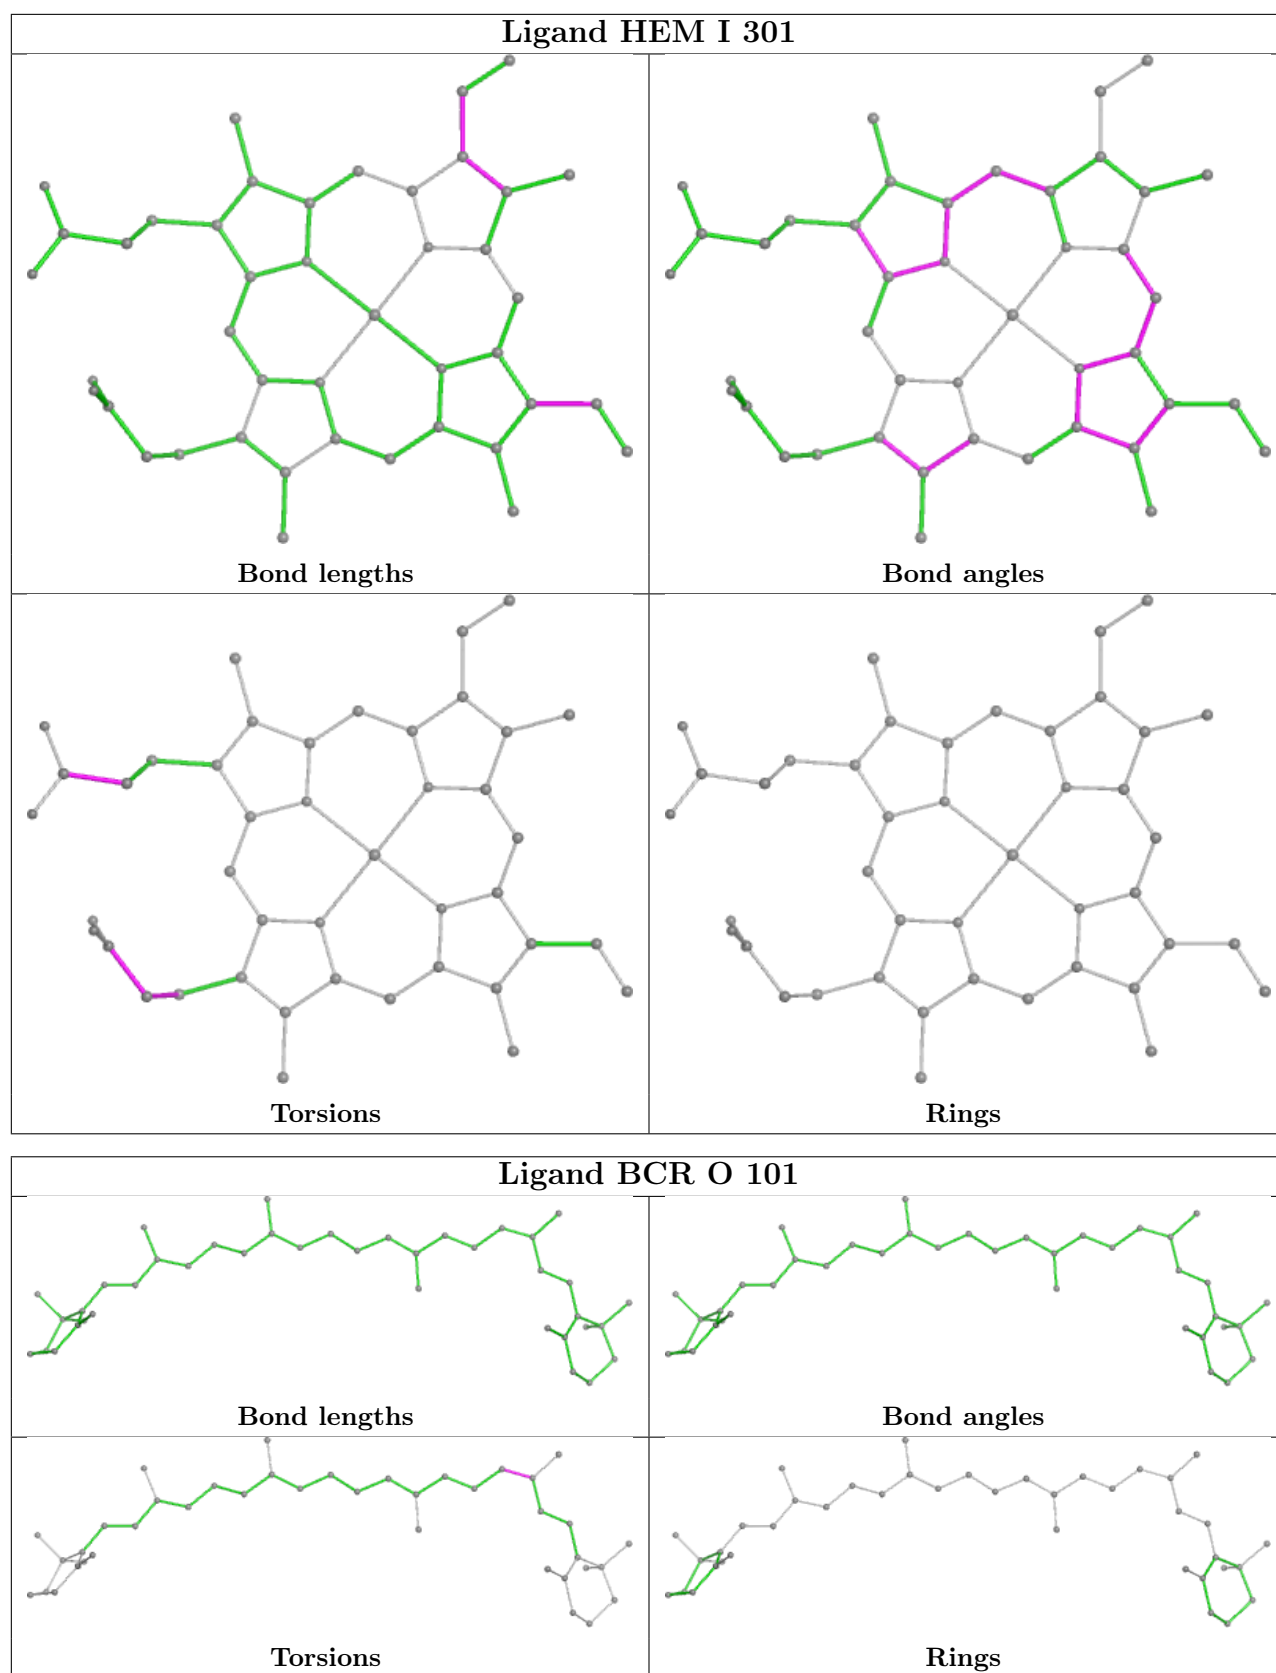 Ligand HEM I 301
Bond lengths
Bond angles
Torsions
Rings
Ligand BCR O 101
Bond lengths
Bond angles
Torsions
Rings